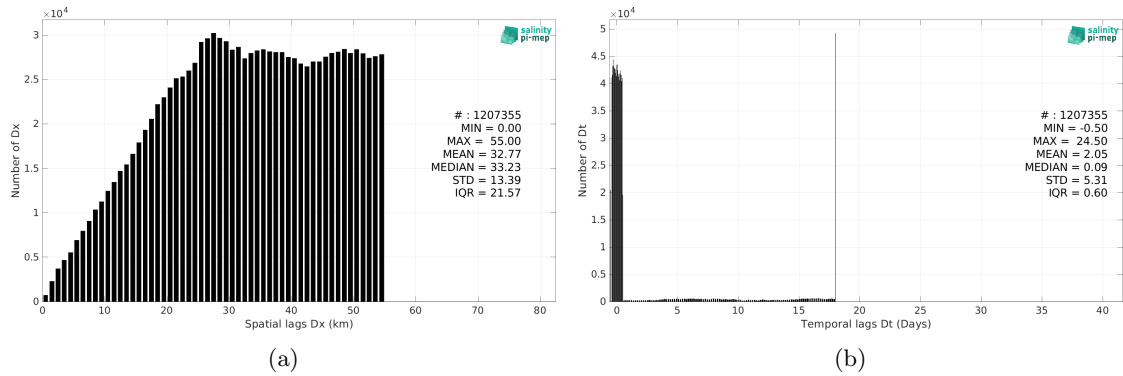 ×10⁴
3
2.5
2
1.5
1
0.5
0
Number of Dx
0 10 20 30 40 50 60 70 80
Spatial lags Dx (km)
salinity
pi-mep
# : 1207355
MIN = 0.00
MAX = 55.00
MEAN = 32.77
MEDIAN = 33.23
STD = 13.39
IQR = 21.57
(a)
×10⁴
5
4.5
4
3.5
3
2.5
2
1.5
1
0.5
0
Number of Dt
0 5 10 15 20 25 30 35 40
Temporal lags Dt (Days)
salinity
pi-mep
# : 1207355
MIN = -0.50
MAX = 24.50
MEAN = 2.05
MEDIAN = 0.09
STD = 5.31
IQR = 0.60
(b)